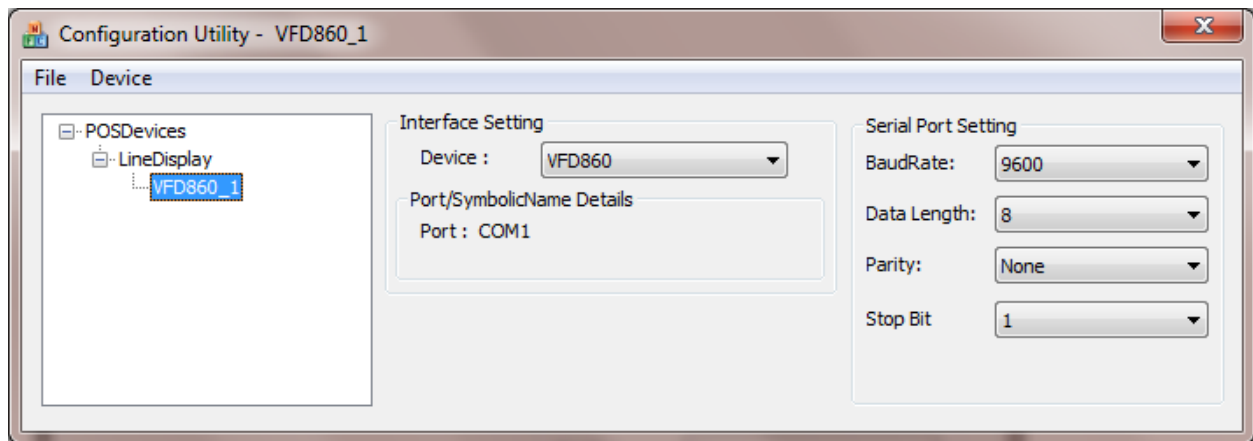 Configuration Utility - VFD860_1
File Device
POSDevices
LineDisplay
VFD860_1
Interface Setting
Device : VFD860
Port/SymbolicName Details
Port : COM1
Serial Port Setting
BaudRate: 9600
Data Length: 8
Parity: None
Stop Bit 1